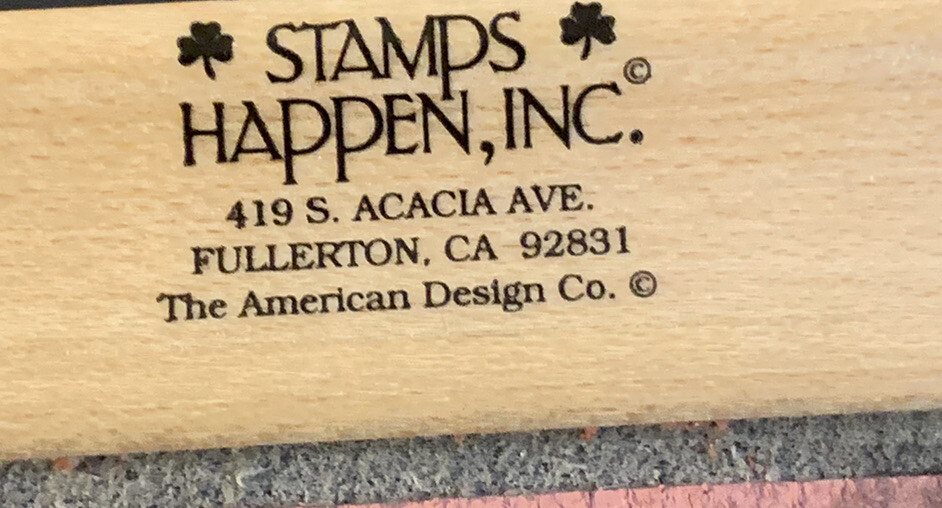 STAMPS
HAPPEN, INC.©
419 S. ACACIA AVE.
FULLERTON, CA 92831
The American Design Co. ©